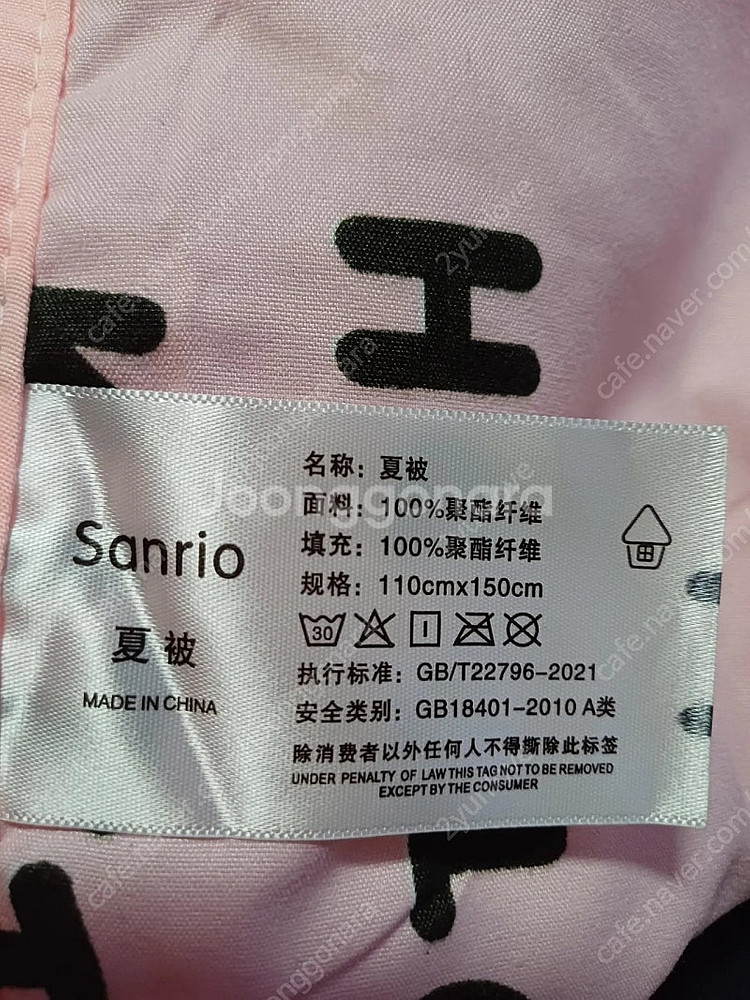 H
Sanrio
夏被
MADE IN CHINA
名称：夏被
面料：100%聚酯纤维
填充：100%聚酯纤维
规格：110cmx150cm
30
执行标准：GB/T22796-2021
安全类别：GB18401-2010 A类
除消费者以外任何人不得撕除此标签
UNDER PENALTY OF LAW THIS TAG NOT TO BE REMOVED
EXCEPT BY THE CONSUMER
joonggonara
cafe.naver.com